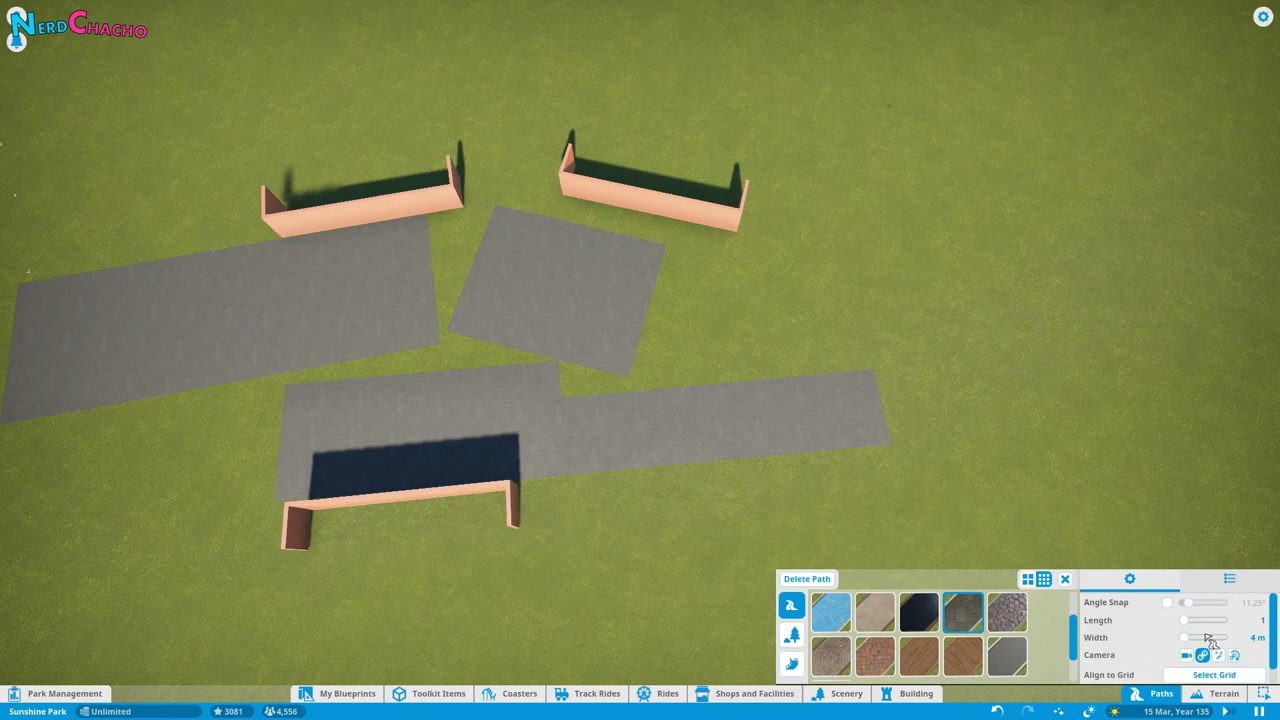 NERDCHACHO
Delete Path
Angle Snap 11.25°
Length 1
Width 4 m
Camera
Align to Grid Select Grid
Park Management My Blueprints Toolkit Items Coasters Track Rides Rides Shops and Facilities Scenery Building Paths Terrain
Sunshine Park Unlimited 3081 4,556 15 Mar, Year 135